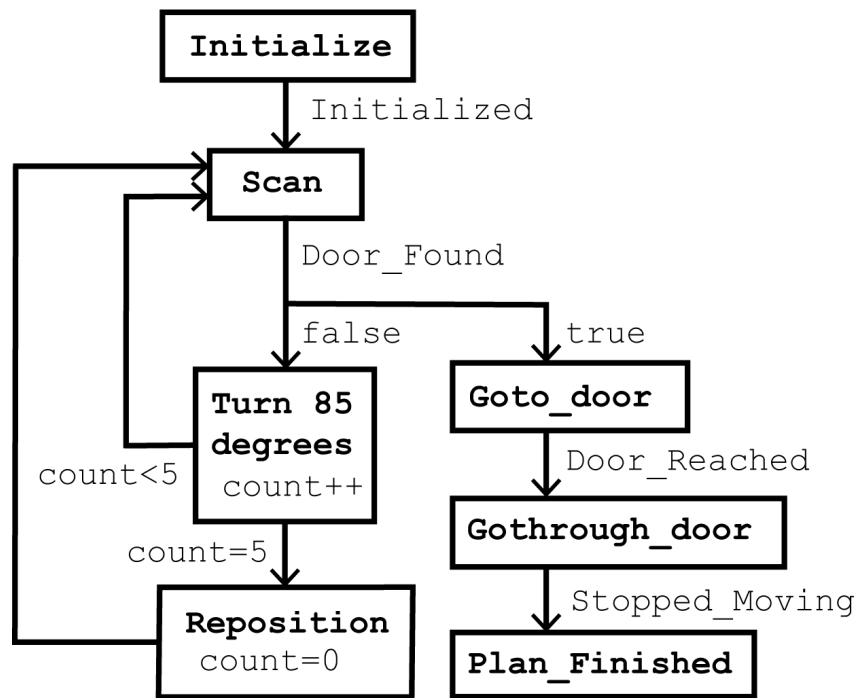 Initialize
Initialized
Scan
Door_Found
false
true
Turn 85
degrees
count++
Goto_door
count<5
Door_Reached
Gothrough_door
count=5
Reposition
count=0
Stopped_Moving
Plan_Finished